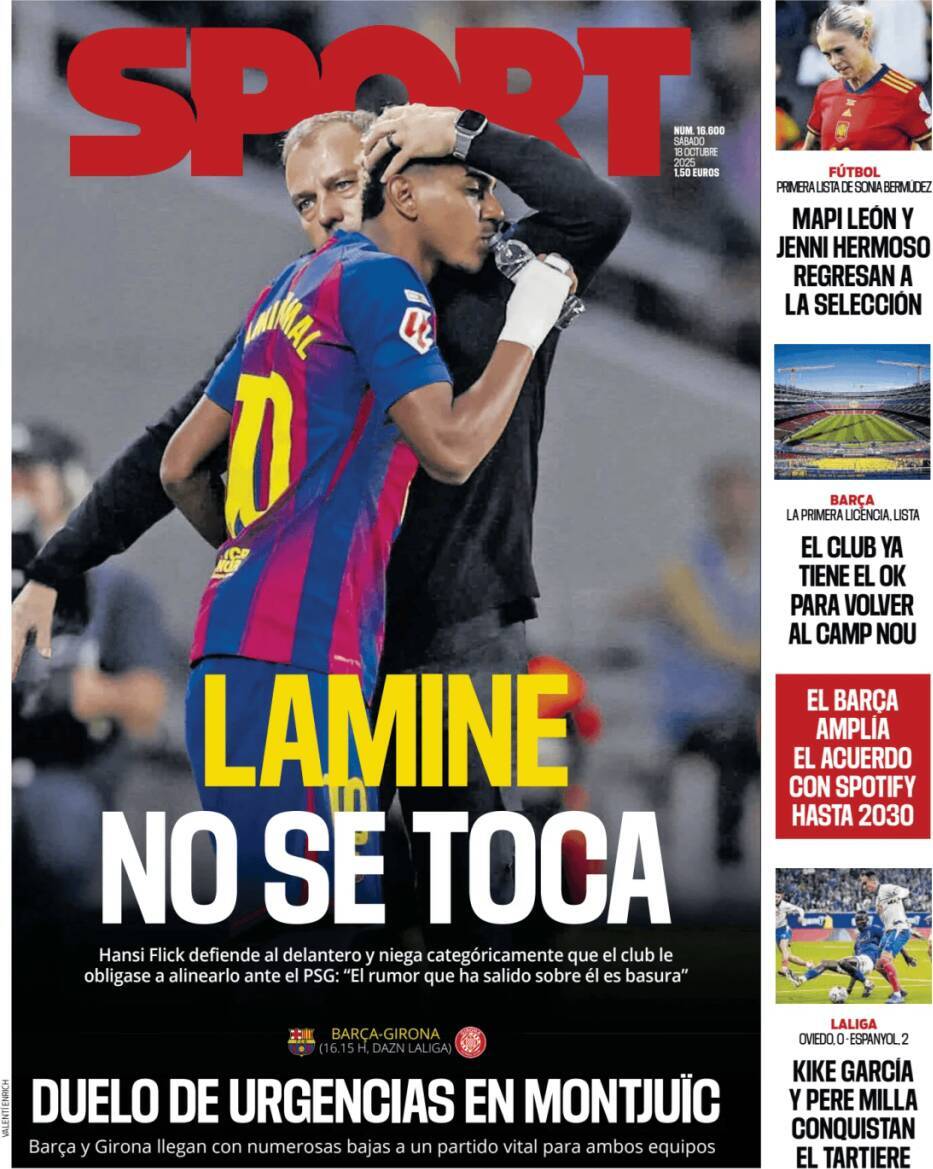 SPORT
NÚM. 16.600
SÁBADO
18 OCTUBRE
2025
1,50 EUROS
10
LAMINE
NO SE TOCA
Hansi Flick defiende al delantero y niega categóricamente que el club le
obligase a alinearlo ante el PSG: “El rumor que ha salido sobre él es basura”
BARÇA-GIRONA
(16.15 H, DAZN LALIGA)
DUELO DE URGENCIAS EN MONTJUÏC
Barça y Girona llegan con numerosas bajas a un partido vital para ambos equipos
VALENTÍ ENRICH
FÚTBOL
PRIMERA LISTA DE SONIA BERMÚDEZ
MAPI LEÓN Y
JENNI HERMOSO
REGRESAN A
LA SELECCIÓN
BARÇA
LA PRIMERA LICENCIA, LISTA
EL CLUB YA
TIENE EL OK
PARA VOLVER
AL CAMP NOU
EL BARÇA
AMPLÍA
EL ACUERDO
CON SPOTIFY
HASTA 2030
LALIGA
OVIEDO, 0 - ESPANYOL, 2
KIKE GARCÍA
Y PERE MILLA
CONQUISTAN
EL TARTIERE